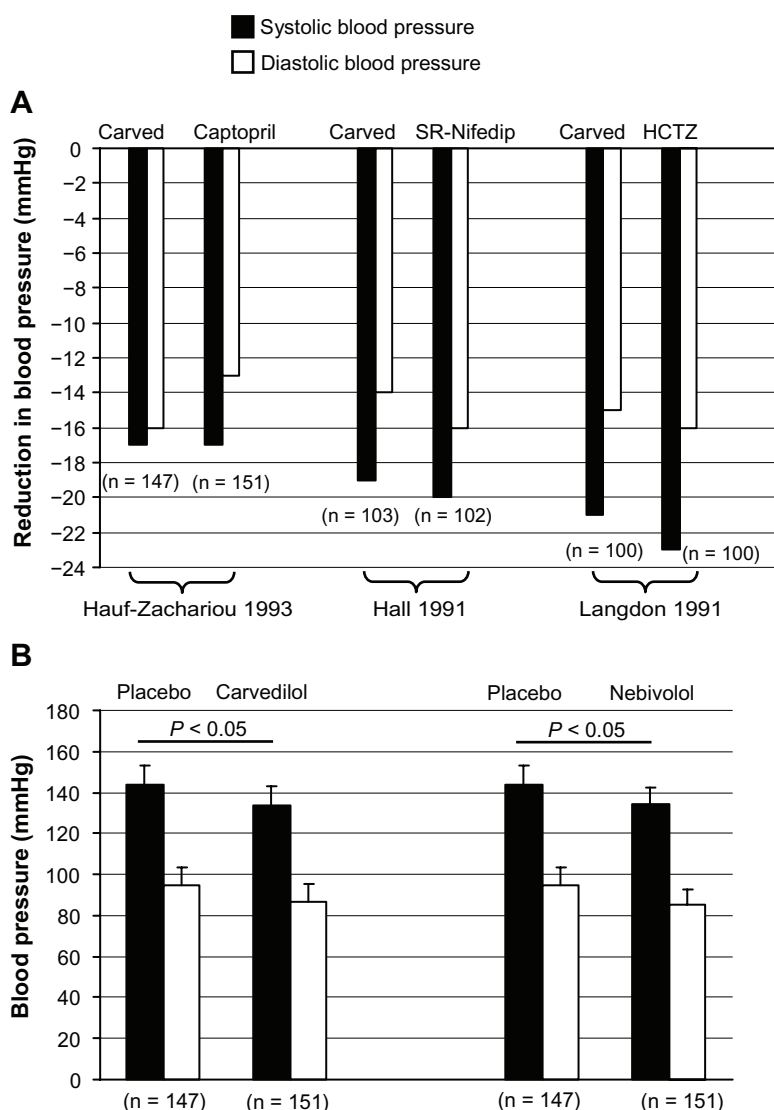 Systolic blood pressure
Diastolic blood pressure
A
Carved Captopril Carved SR-Nifedip Carved HCTZ
Reduction in blood pressure (mmHg)
0
−2
−4
−6
−8
−10
−12
−14
−16
−18
−20
−22
−24
(n = 147) (n = 151) (n = 103) (n = 102) (n = 100) (n = 100)
Hauf-Zachariou 1993 Hall 1991 Langdon 1991
B
Placebo Carvedilol Placebo Nebivolol
Blood pressure (mmHg)
180
160
140
120
100
80
60
40
20
0
P < 0.05 P < 0.05
(n = 147) (n = 151) (n = 147) (n = 151)